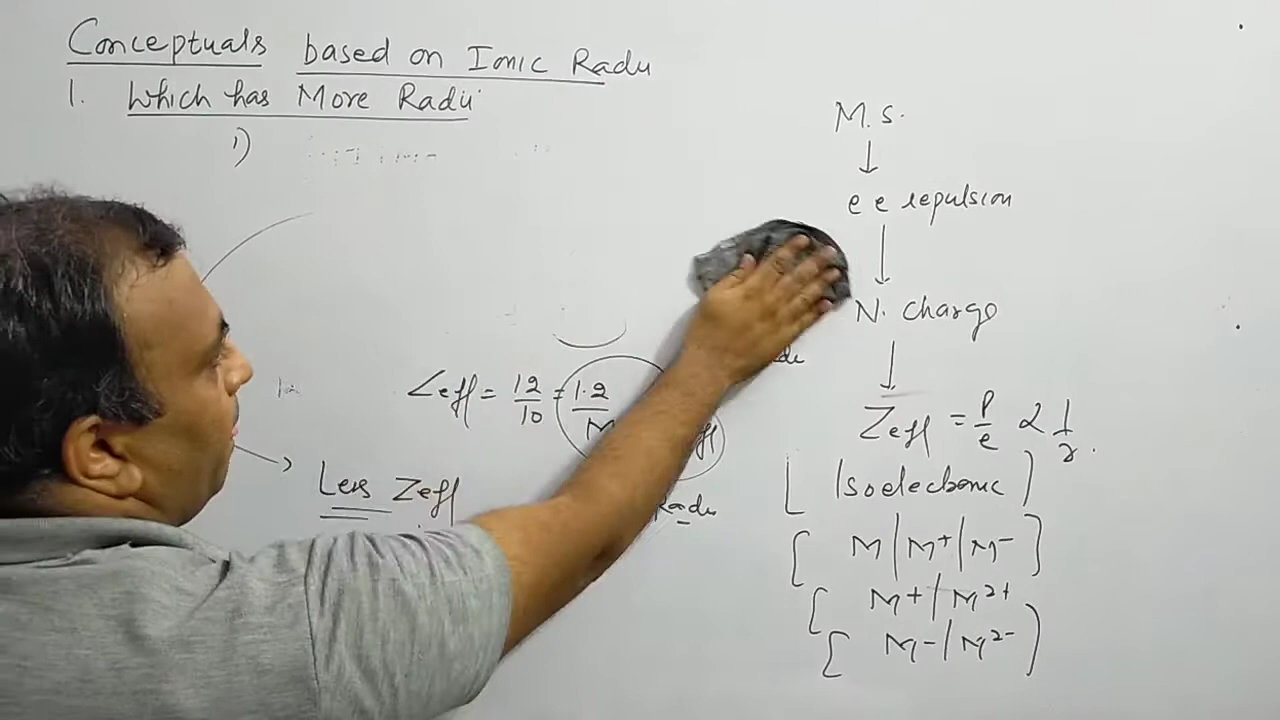 Conceptuals based on Ionic Radii
1. Which has More Radii
1)
Zeff = 12/10 = 1.2
Less Zeff
Radii
M.S.
↓
e e repulsion
↓
N. Charge
↓
Zeff = P/e ∝ 1/r.
[ Isoelectronic ]
{ M | M+ | M- }
{ M+ / M2+
{ M- / M2- }